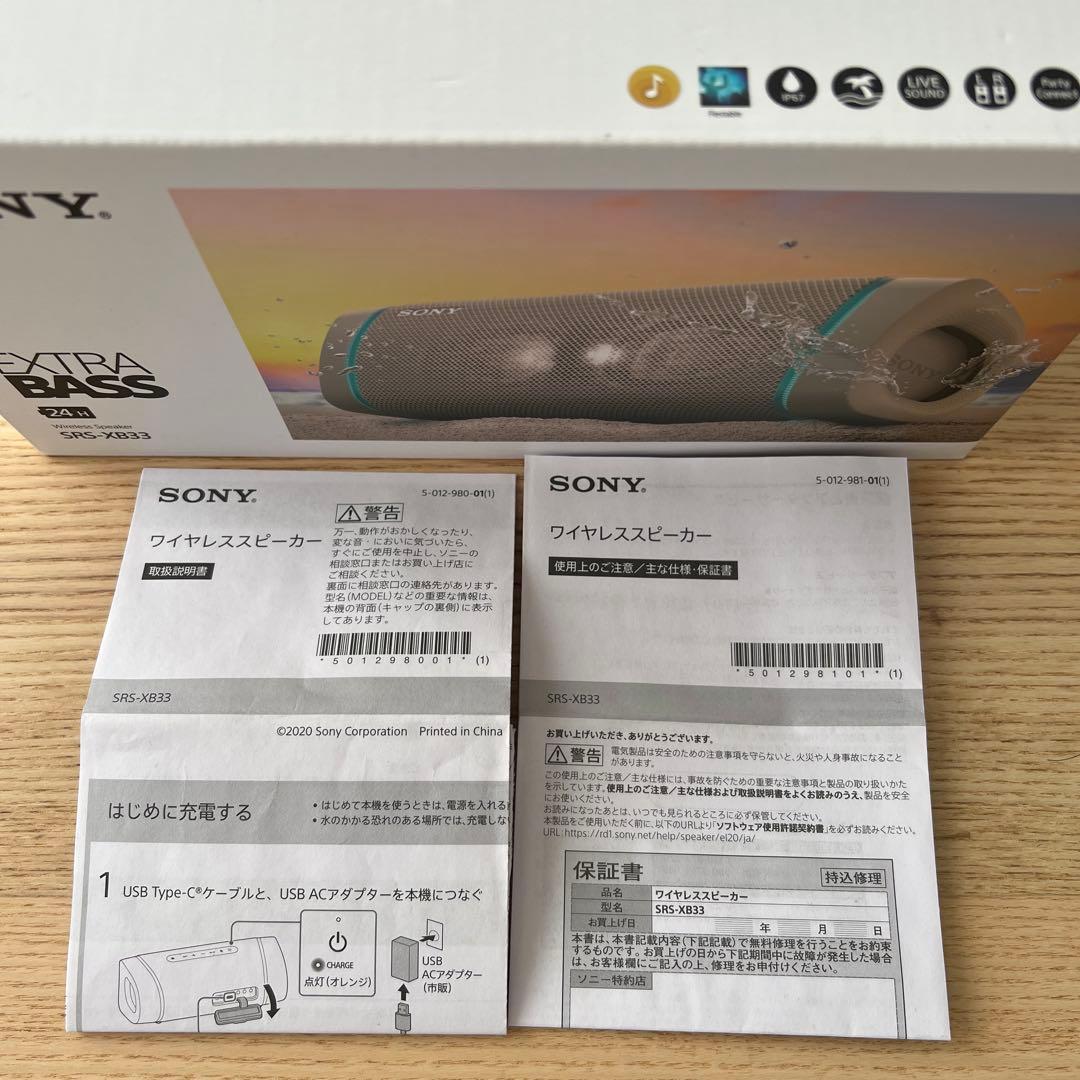 IP67
LIVE
SOUND
L R
Party
Connect
NY®
SONY
SONY
EXTRA
BASS
24H
Wireless Speaker
SRS-XB33
SONY®
5-012-980-01(1)
ワイヤレススピーカー
取扱説明書
警告
万一、動作がおかしくなったり、
変な音・においに気づいたら、
すぐにご使用を中止し、ソニーの
相談窓口またはお買い上げ店に
ご相談ください。
裏面に相談窓口の連絡先があります。
型名(MODEL)などの重要な情報は、
本機の背面(キャップの裏側)に表示
してあります。
*501298001*(1)
SRS-XB33
©2020 Sony Corporation Printed in China
はじめに充電する
• はじめて本機を使うときは、電源を入れる
• 水のかかる恐れのある場所では、充電しな
1 USB Type-C®ケーブルと、USB ACアダプターを本機につなぐ
CHARGE
点灯(オレンジ)
USB
ACアダプター
(市販)
SONY®
5-012-981-01(1)
ワイヤレススピーカー
使用上のご注意／主な仕様・保証書
*501298101*(1)
SRS-XB33
お買い上げいただき、ありがとうございます。
警告
電気製品は安全のための注意事項を守らないと、火災や人身事故になること
があります。
この使用上のご注意／主な仕様には、事故を防ぐための重要な注意事項と製品の取り扱いかた
を示しています。使用上のご注意／主な仕様および取扱説明書をよくお読みのうえ、製品を安全
にお使いください。
お読みになったあとは、いつでも見られるところに必ず保管してください。
本製品をご使用いただく前に、以下のURLより「ソフトウェア使用許諾契約書」を必ずお読みください。
URL:https://rd1.sony.net/help/speaker/el20/ja/
保証書
持込修理
品名 ワイヤレススピーカー
型名 SRS-XB33
お買上げ日 年 月 日
本書は、本書記載内容(下記記載)で無料修理を行うことをお約束
するものです。お買上げの日から下記期間中に故障が発生した場合
は、お客様欄にご記入の上、修理をお申付けください。
ソニー特約店